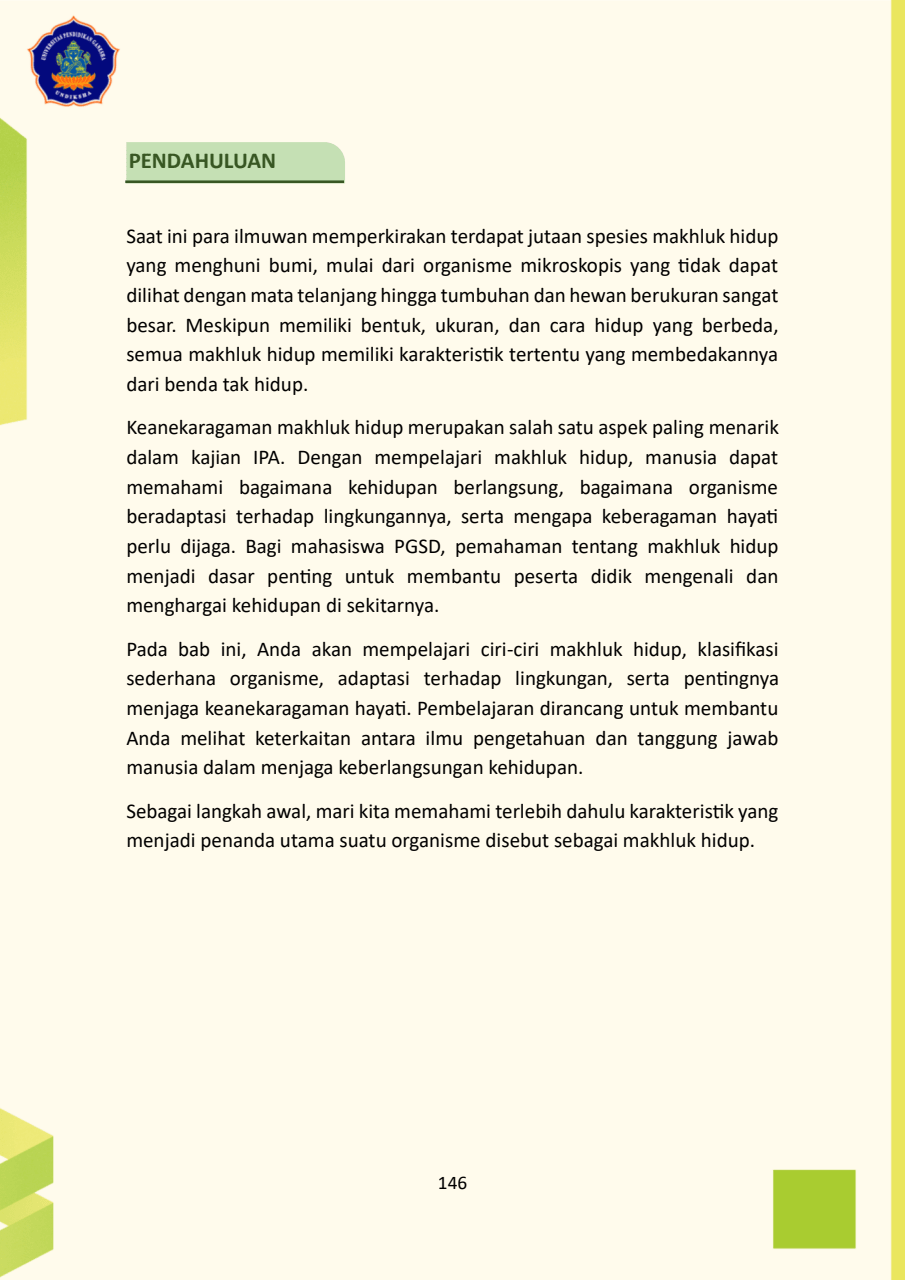 UNIVERSITAS PENDIDIKAN GANESHA
UNDIKSHA
PENDAHULUAN
Saat ini para ilmuwan memperkirakan terdapat jutaan spesies makhluk hidup
yang menghuni bumi, mulai dari organisme mikroskopis yang tidak dapat
dilihat dengan mata telanjang hingga tumbuhan dan hewan berukuran sangat
besar. Meskipun memiliki bentuk, ukuran, dan cara hidup yang berbeda,
semua makhluk hidup memiliki karakteristik tertentu yang membedakannya
dari benda tak hidup.
Keanekaragaman makhluk hidup merupakan salah satu aspek paling menarik
dalam kajian IPA. Dengan mempelajari makhluk hidup, manusia dapat
memahami bagaimana kehidupan berlangsung, bagaimana organisme
beradaptasi terhadap lingkungannya, serta mengapa keberagaman hayati
perlu dijaga. Bagi mahasiswa PGSD, pemahaman tentang makhluk hidup
menjadi dasar penting untuk membantu peserta didik mengenali dan
menghargai kehidupan di sekitarnya.
Pada bab ini, Anda akan mempelajari ciri-ciri makhluk hidup, klasifikasi
sederhana organisme, adaptasi terhadap lingkungan, serta pentingnya
menjaga keanekaragaman hayati. Pembelajaran dirancang untuk membantu
Anda melihat keterkaitan antara ilmu pengetahuan dan tanggung jawab
manusia dalam menjaga keberlangsungan kehidupan.
Sebagai langkah awal, mari kita memahami terlebih dahulu karakteristik yang
menjadi penanda utama suatu organisme disebut sebagai makhluk hidup.
146